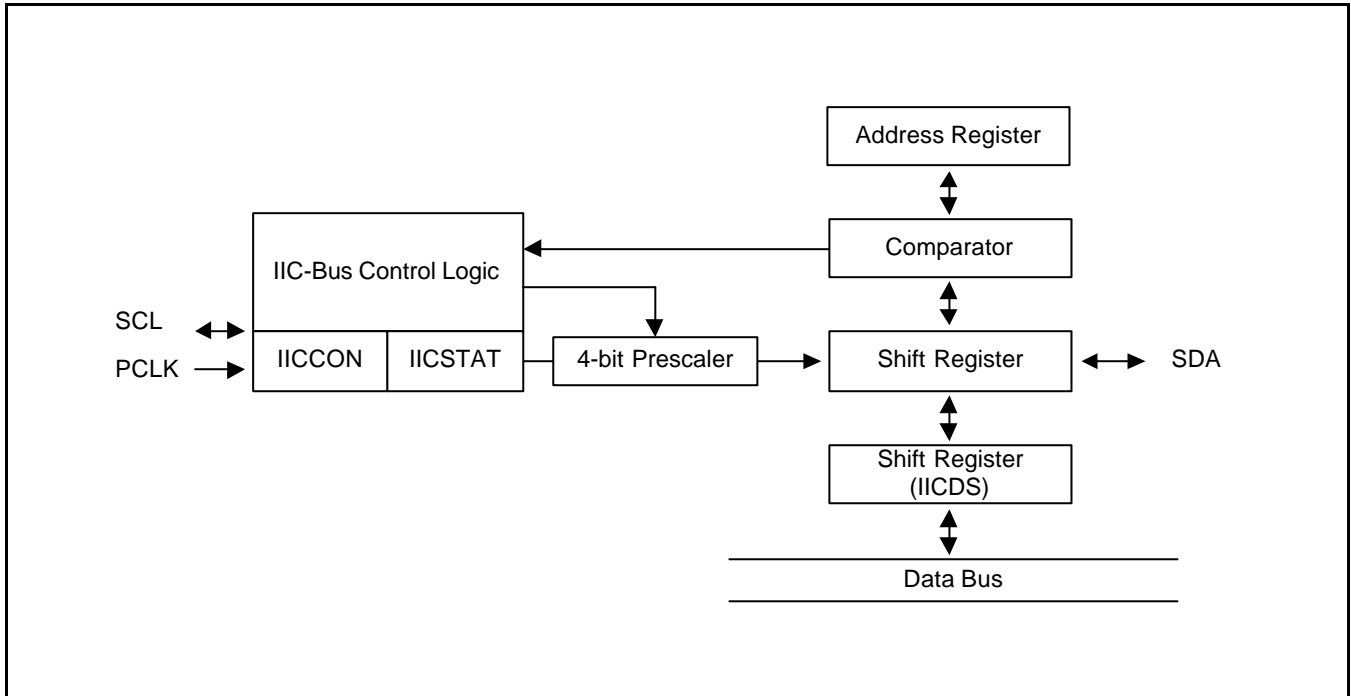 Address Register
Comparator
IIC-Bus Control Logic
SCL
PCLK
IICCON
IICSTAT
4-bit Prescaler
Shift Register
SDA
Shift Register
(IICDS)
Data Bus